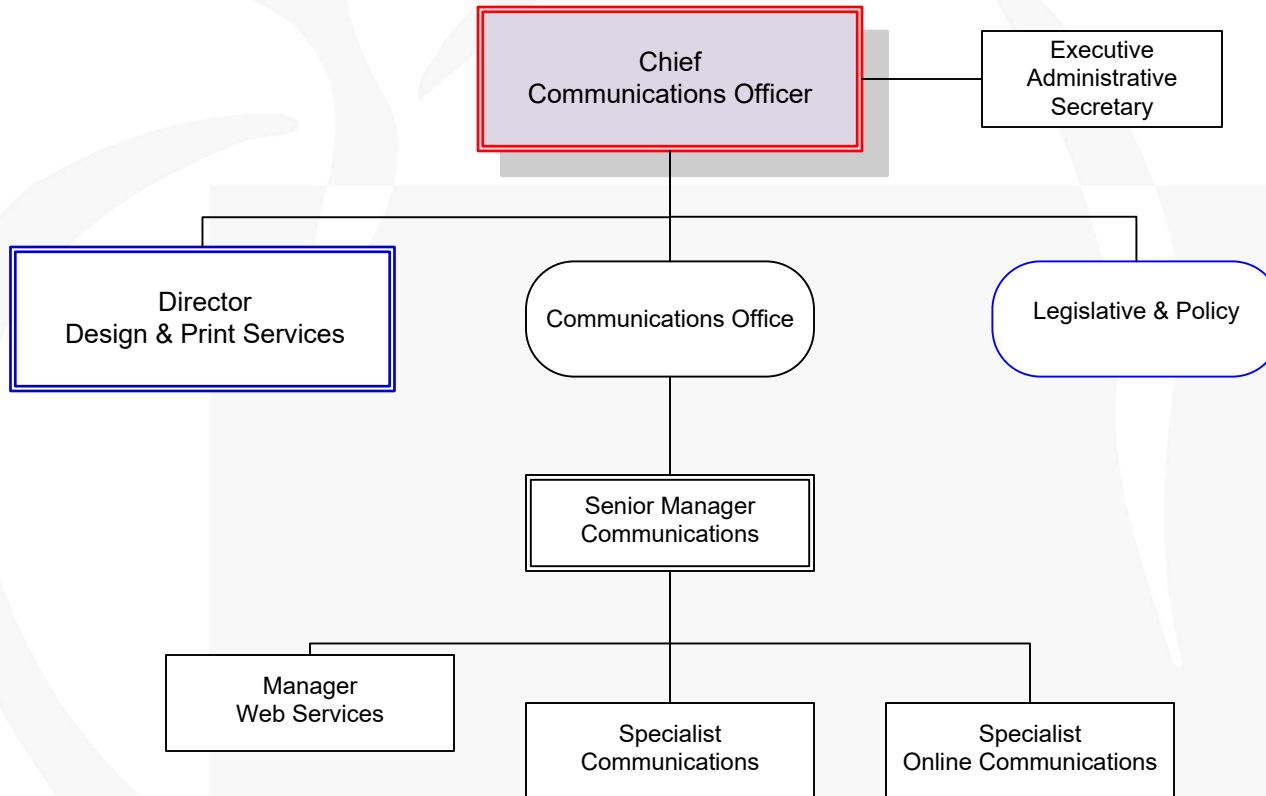 Chief
Communications Officer
Executive
Administrative
Secretary
Director
Design & Print Services
Communications Office
Legislative & Policy
Senior Manager
Communications
Manager
Web Services
Specialist
Communications
Specialist
Online Communications